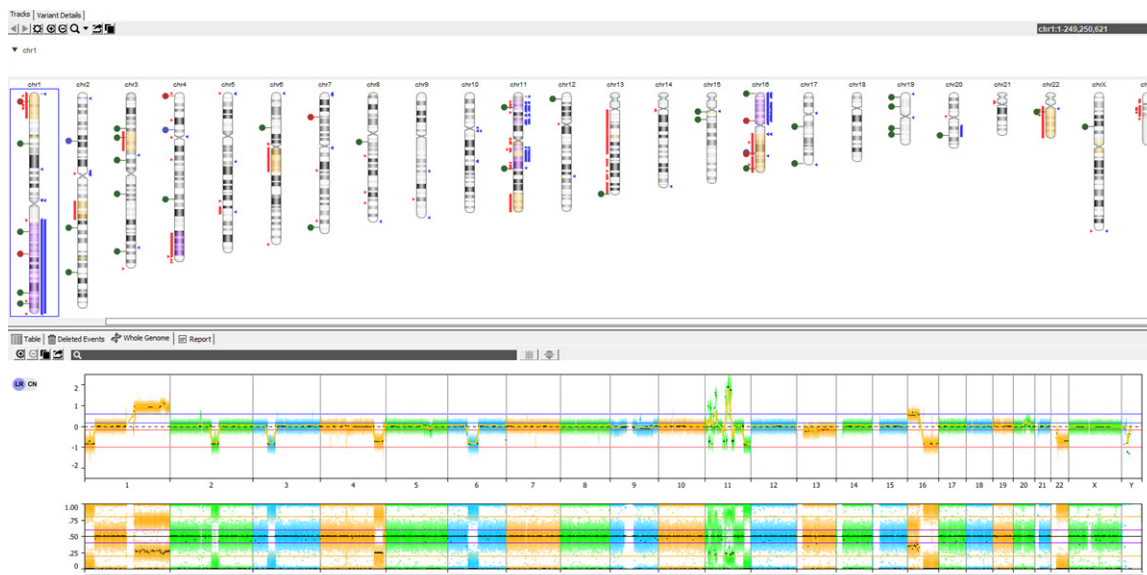 Tracks Variant Details
chr1:1-249,250,621
chr1
chr1 chr2 chr3 chr4 chr5 chr6 chr7 chr8 chr9 chr10 chr11 chr12 chr13 chr14 chr15 chr16 chr17 chr18 chr19 chr20 chr21 chr22 chrX
Table Deleted Events Whole Genome Report
LR CN
2
1
0
-1
-2
1 2 3 4 5 6 7 8 9 10 11 12 13 14 15 16 17 18 19 20 21 22 X Y
1.00
.75
.50
.25
0